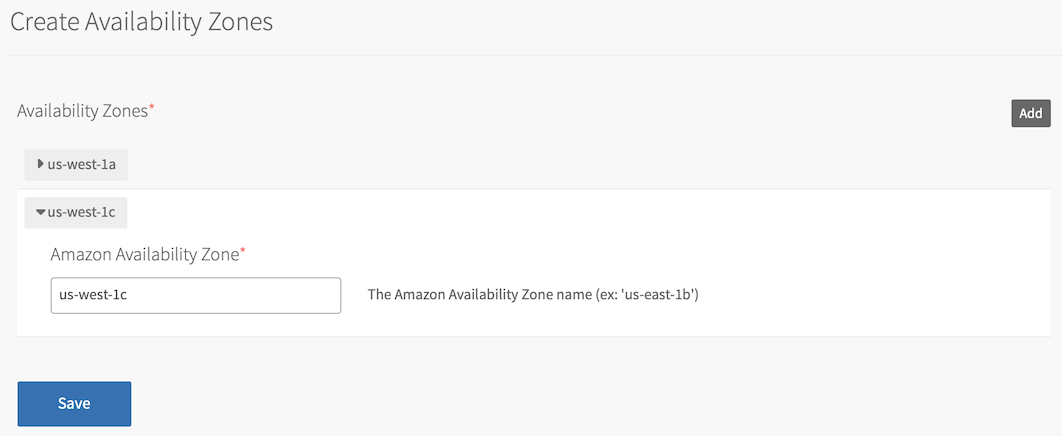 Create Availability Zones
Availability Zones*
Add
us-west-1a
us-west-1c
Amazon Availability Zone*
us-west-1c
The Amazon Availability Zone name (ex: 'us-east-1b')
Save